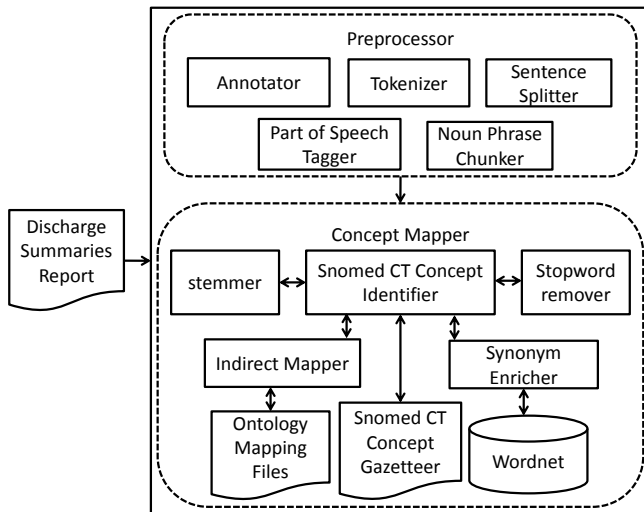 Preprocessor
Annotator
Tokenizer
Sentence
Splitter
Part of Speech
Tagger
Noun Phrase
Chunker
Discharge
Summaries
Report
Concept Mapper
stemmer
Snomed CT Concept
Identifier
Stopword
remover
Indirect Mapper
Synonym
Enricher
Ontology
Mapping
Files
Snomed CT
Concept
Gazetteer
Wordnet